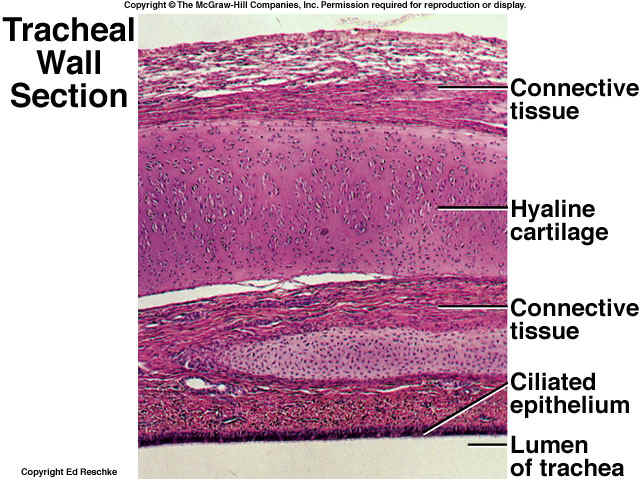 Copyright © The McGraw-Hill Companies, Inc. Permission required for reproduction or display.
Tracheal
Wall
Section
Connective
tissue
Hyaline
cartilage
Connective
tissue
Ciliated
epithelium
Lumen
of trachea
Copyright Ed Reschke